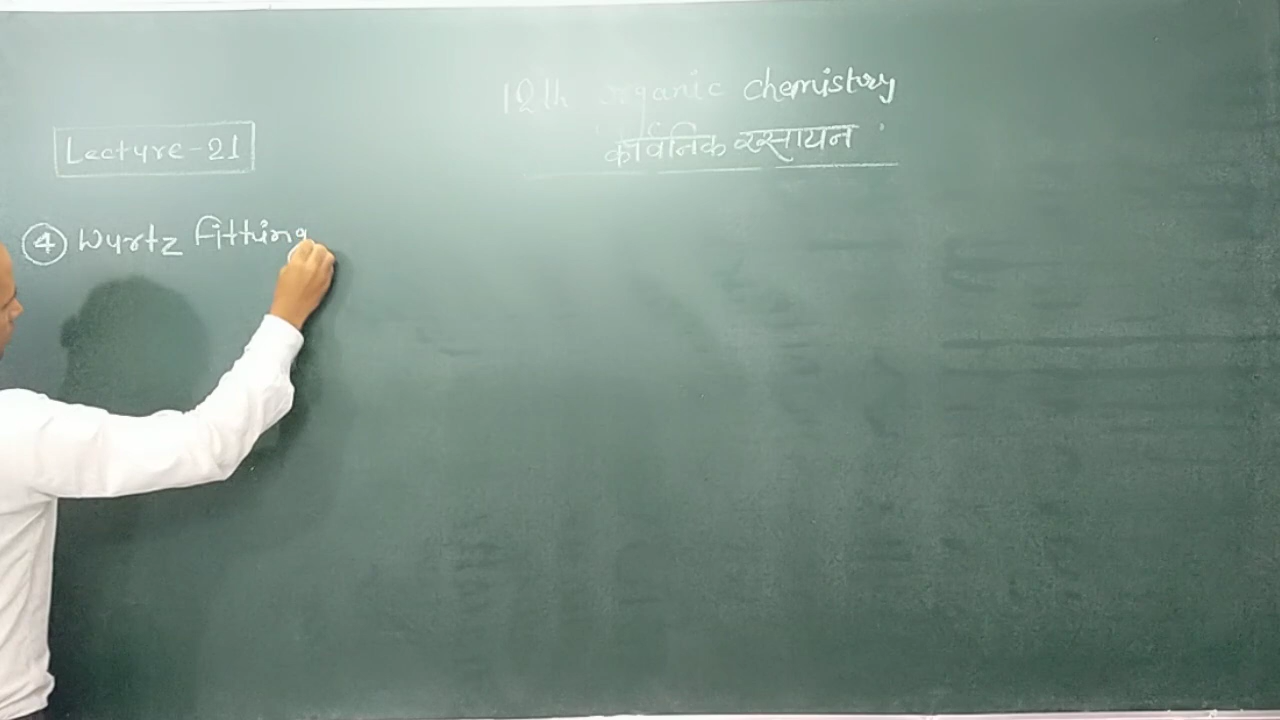 12th organic chemistry
कार्बनिक रसायन
Lecture-21
④ Wurtz fitting